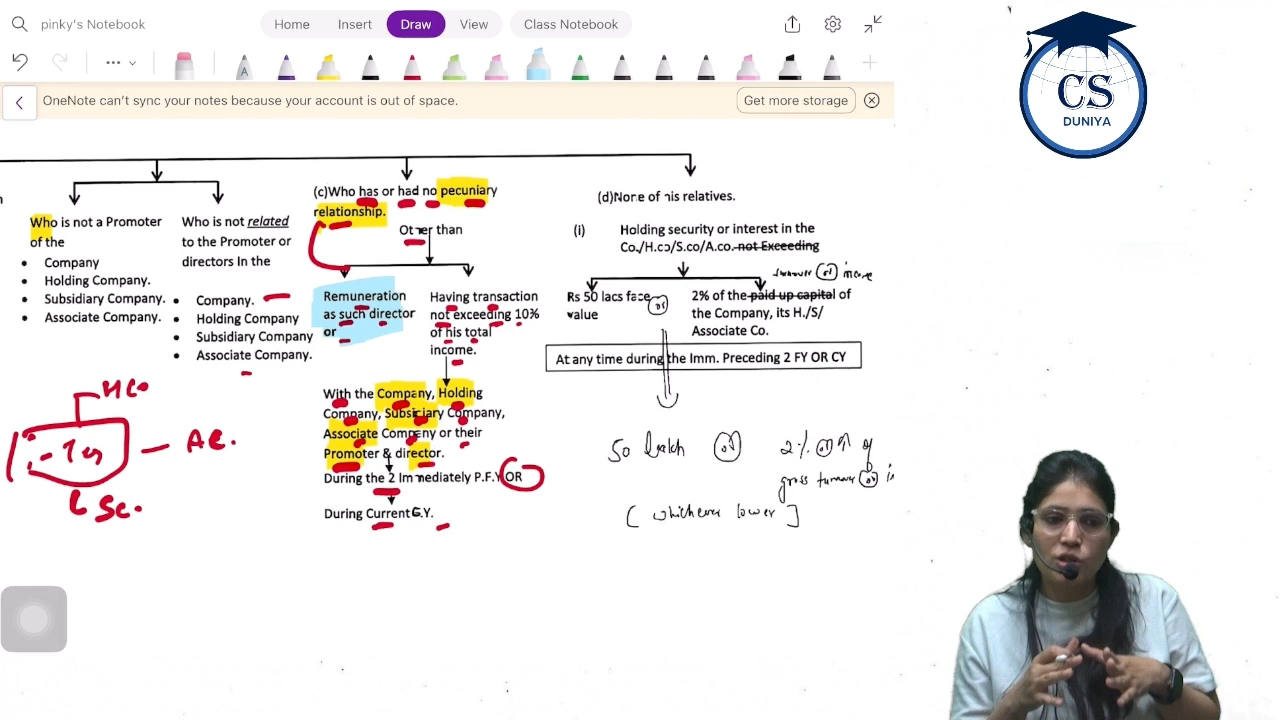 pinky's Notebook
Home
Insert
Draw
View
Class Notebook
OneNote can't sync your notes because your account is out of space.
Get more storage
CS
DUNIYA
Who is not a Promoter
of the
• Company
• Holding Company.
• Subsidiary Company.
• Associate Company.
Who is not related
to the Promoter or
directors In the
• Company.
• Holding Company
• Subsidiary Company
• Associate Company.
(c)Who has or had no pecuniary
relationship.
Other than
Remuneration
as such director
or
Having transaction
not exceeding 10%
of his total
income.
With the Company, Holding
Company, Subsidiary Company,
Associate Company or their
Promoter & director.
During the 2 Immediately P.F.Y OR
During Current F.Y.
(d)None of his relatives.
(i) Holding security or interest in the
Co./H.co/S.co/A.co. not Exceeding
turnover or income
Rs 50 lacs face
value
or
2% of the paid up capital of
the Company, its H./S/
Associate Co.
At any time during the Imm. Preceding 2 FY OR CY
HCo
AC.
SC.
50 lakh or 2% of
gross turnover or
[ whichever lower ]